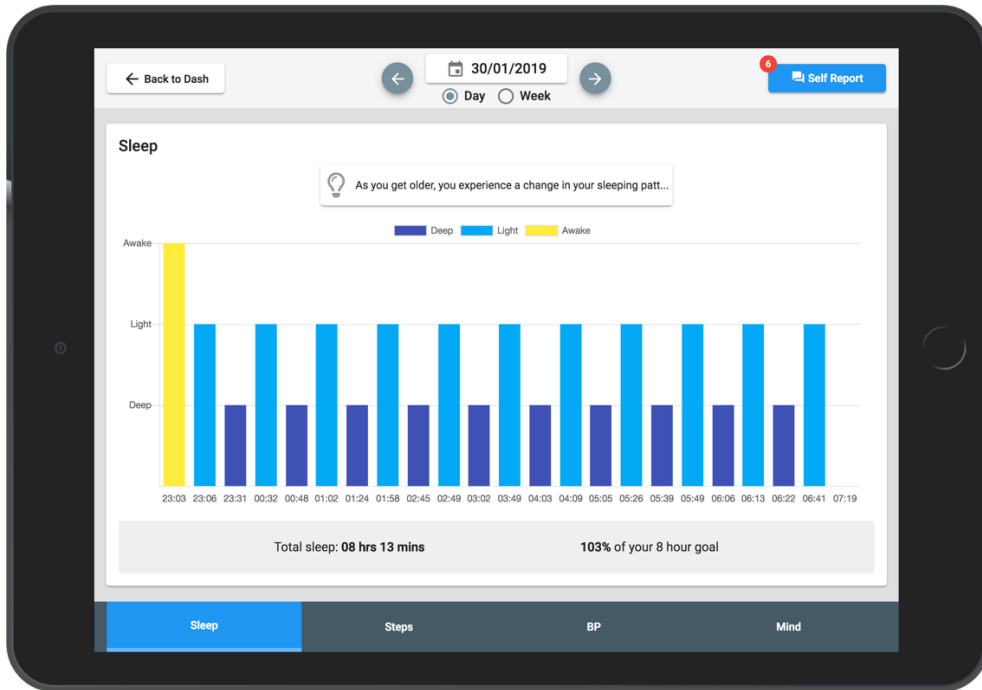 Back to Dash
30/01/2019
Day Week
6
Self Report
Sleep
As you get older, you experience a change in your sleeping patt...
Deep Light Awake
Awake
Light
Deep
23:03 23:06 23:31 00:32 00:48 01:02 01:24 01:58 02:45 02:49 03:02 03:49 04:03 04:09 05:05 05:26 05:39 05:49 06:06 06:13 06:22 06:41 07:19
Total sleep: 08 hrs 13 mins 103% of your 8 hour goal
Sleep Steps BP Mind